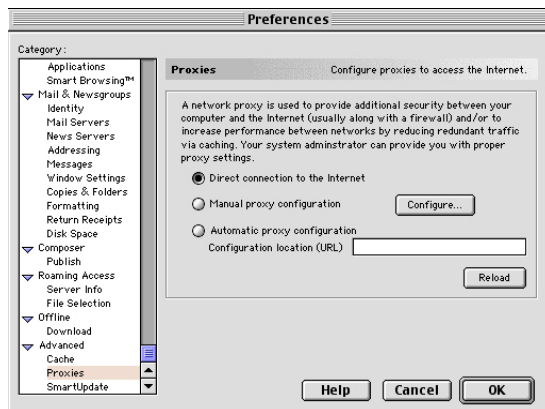 Preferences
Category:
Applications
Smart Browsing™
Mail & Newsgroups
Identity
Mail Servers
News Servers
Addressing
Messages
Window Settings
Copies & Folders
Formatting
Return Receipts
Disk Space
Composer
Publish
Roaming Access
Server Info
File Selection
Offline
Download
Advanced
Cache
Proxies
SmartUpdate
Proxies Configure proxies to access the Internet.
A network proxy is used to provide additional security between your
computer and the Internet (usually along with a firewall) and/or to
increase performance between networks by reducing redundant traffic
via caching. Your system adminstrator can provide you with proper
proxy settings.
Direct connection to the Internet
Manual proxy configuration Configure...
Automatic proxy configuration
Configuration location (URL)
Reload
Help Cancel OK